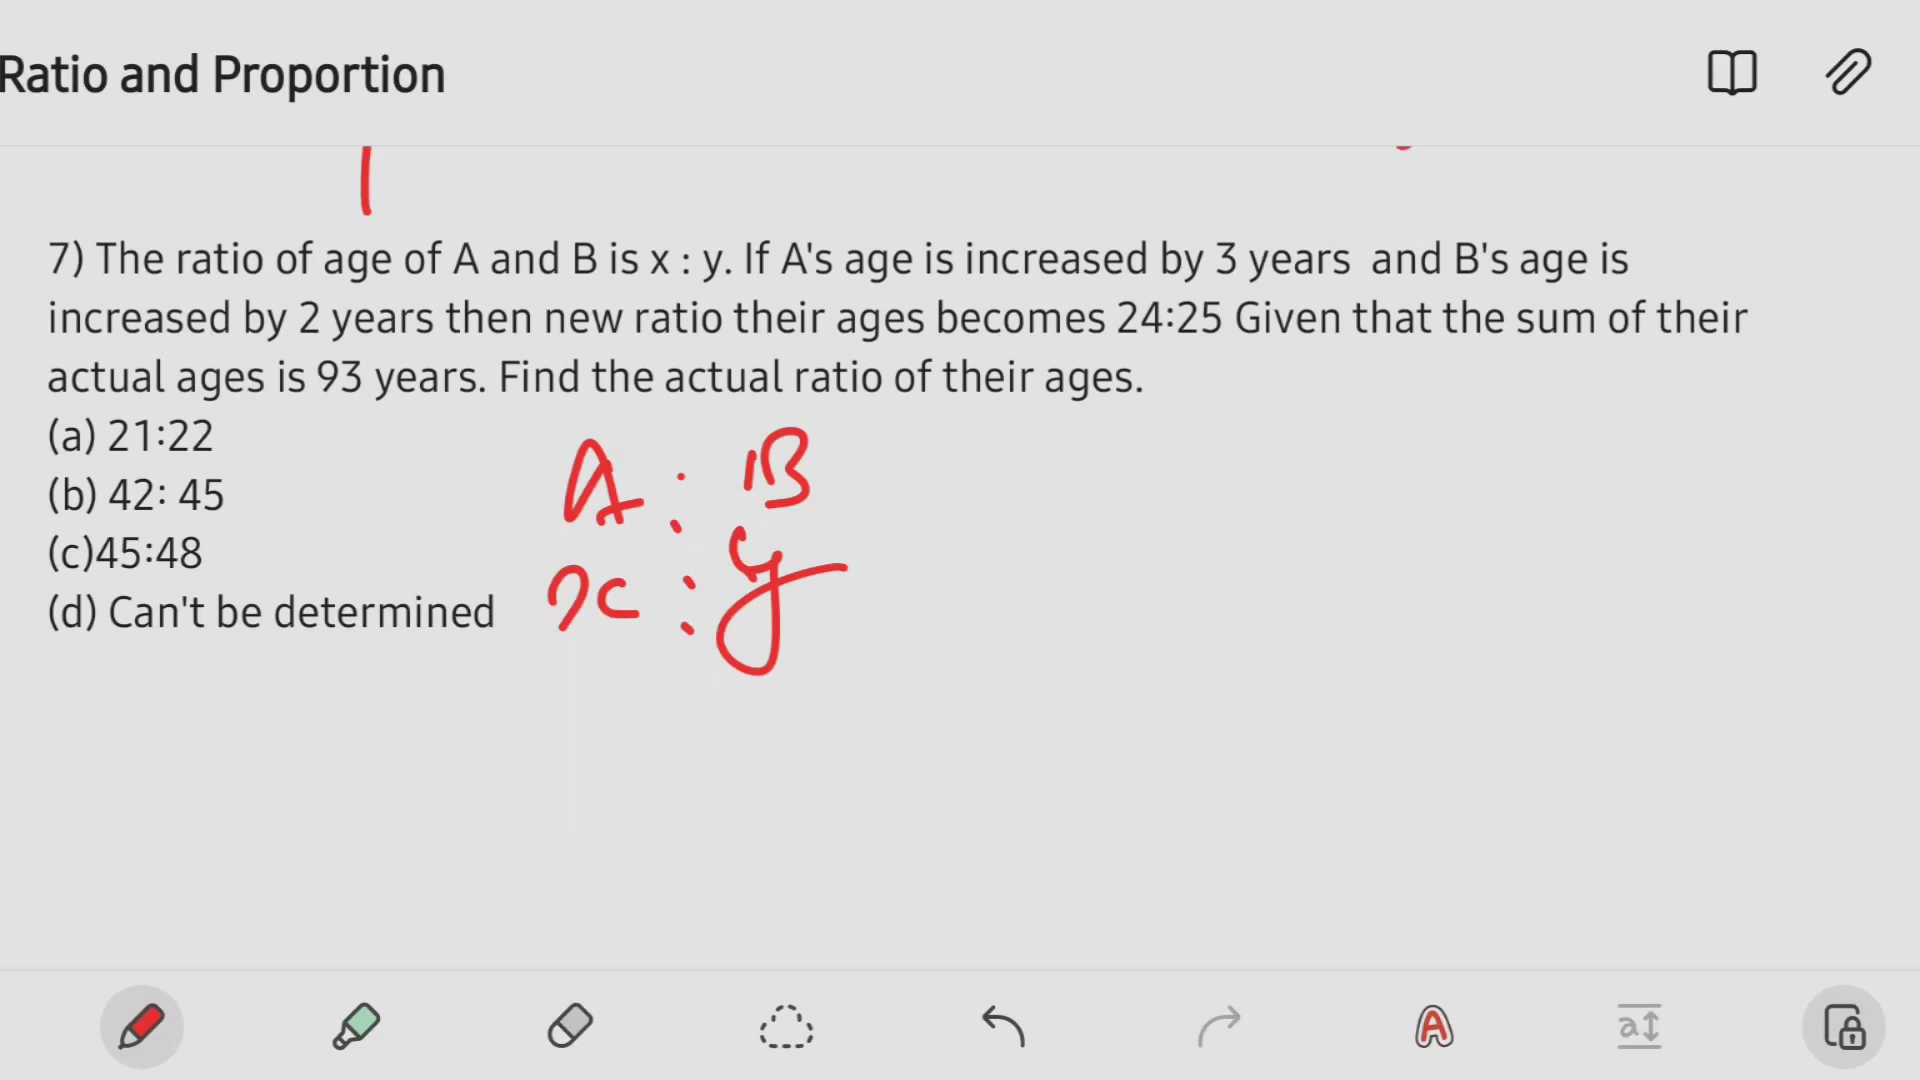 Ratio and Proportion
7) The ratio of age of A and B is x : y. If A's age is increased by 3 years and B's age is
increased by 2 years then new ratio their ages becomes 24:25 Given that the sum of their
actual ages is 93 years. Find the actual ratio of their ages.
(a) 21:22
(b) 42: 45
(c)45:48
(d) Can't be determined
A : B
x : y
A
a